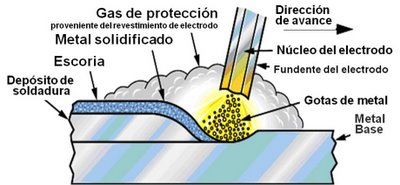 Gas de protección
proveniente del revestimiento de electrodo
Dirección
de avance
Metal solidificado
Escoria
Depósito de
soldadura
Núcleo del electrodo
Fundente del electrodo
Gotas de metal
Metal
Base